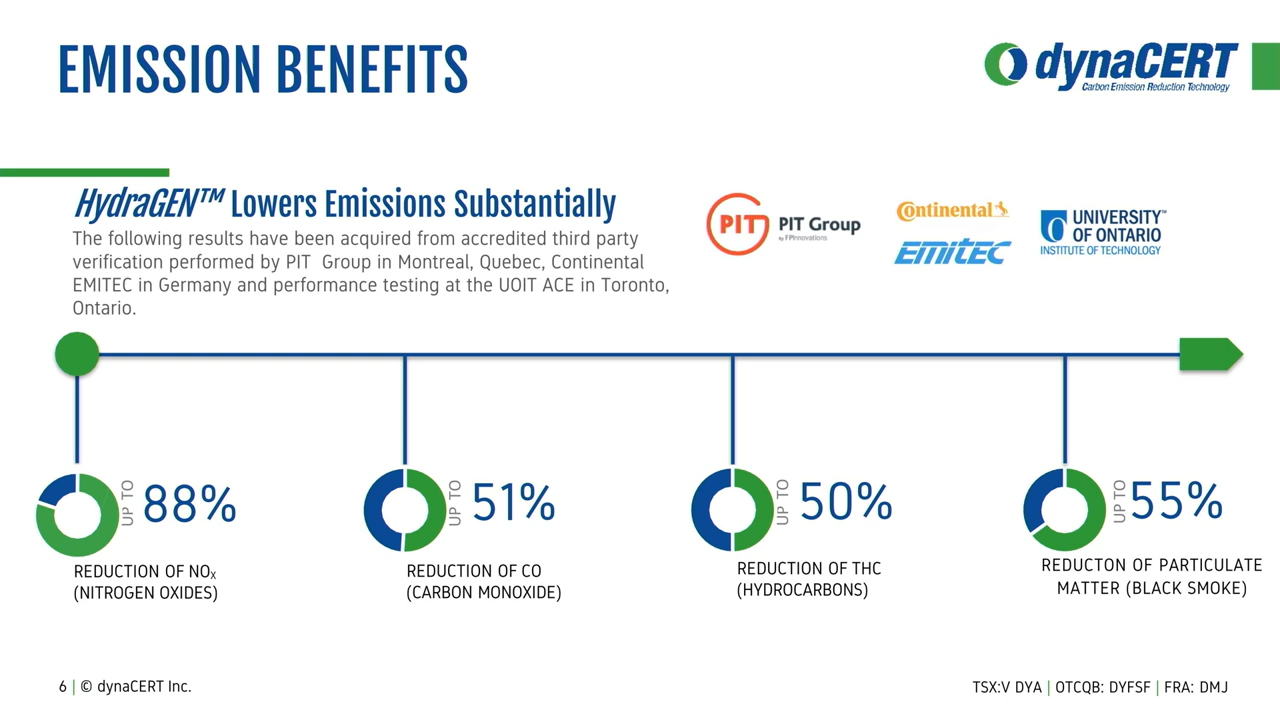 EMISSION BENEFITS
dynaCERT
Carbon Emission Reduction Technology
HydraGEN™ Lowers Emissions Substantially
The following results have been acquired from accredited third party
verification performed by PIT Group in Montreal, Quebec, Continental
EMITEC in Germany and performance testing at the UOIT ACE in Toronto,
Ontario.
PIT
PIT Group
by FPInnovations
Continental
EMITEC
UNIVERSITY™
OF ONTARIO
INSTITUTE OF TECHNOLOGY
UP TO 88%
REDUCTION OF NOₓ
(NITROGEN OXIDES)
UP TO 51%
REDUCTION OF CO
(CARBON MONOXIDE)
UP TO 50%
REDUCTION OF THC
(HYDROCARBONS)
UP TO 55%
REDUCTON OF PARTICULATE
MATTER (BLACK SMOKE)
6 | © dynaCERT Inc.
TSX:V DYA | OTCQB: DYFSF | FRA: DMJ